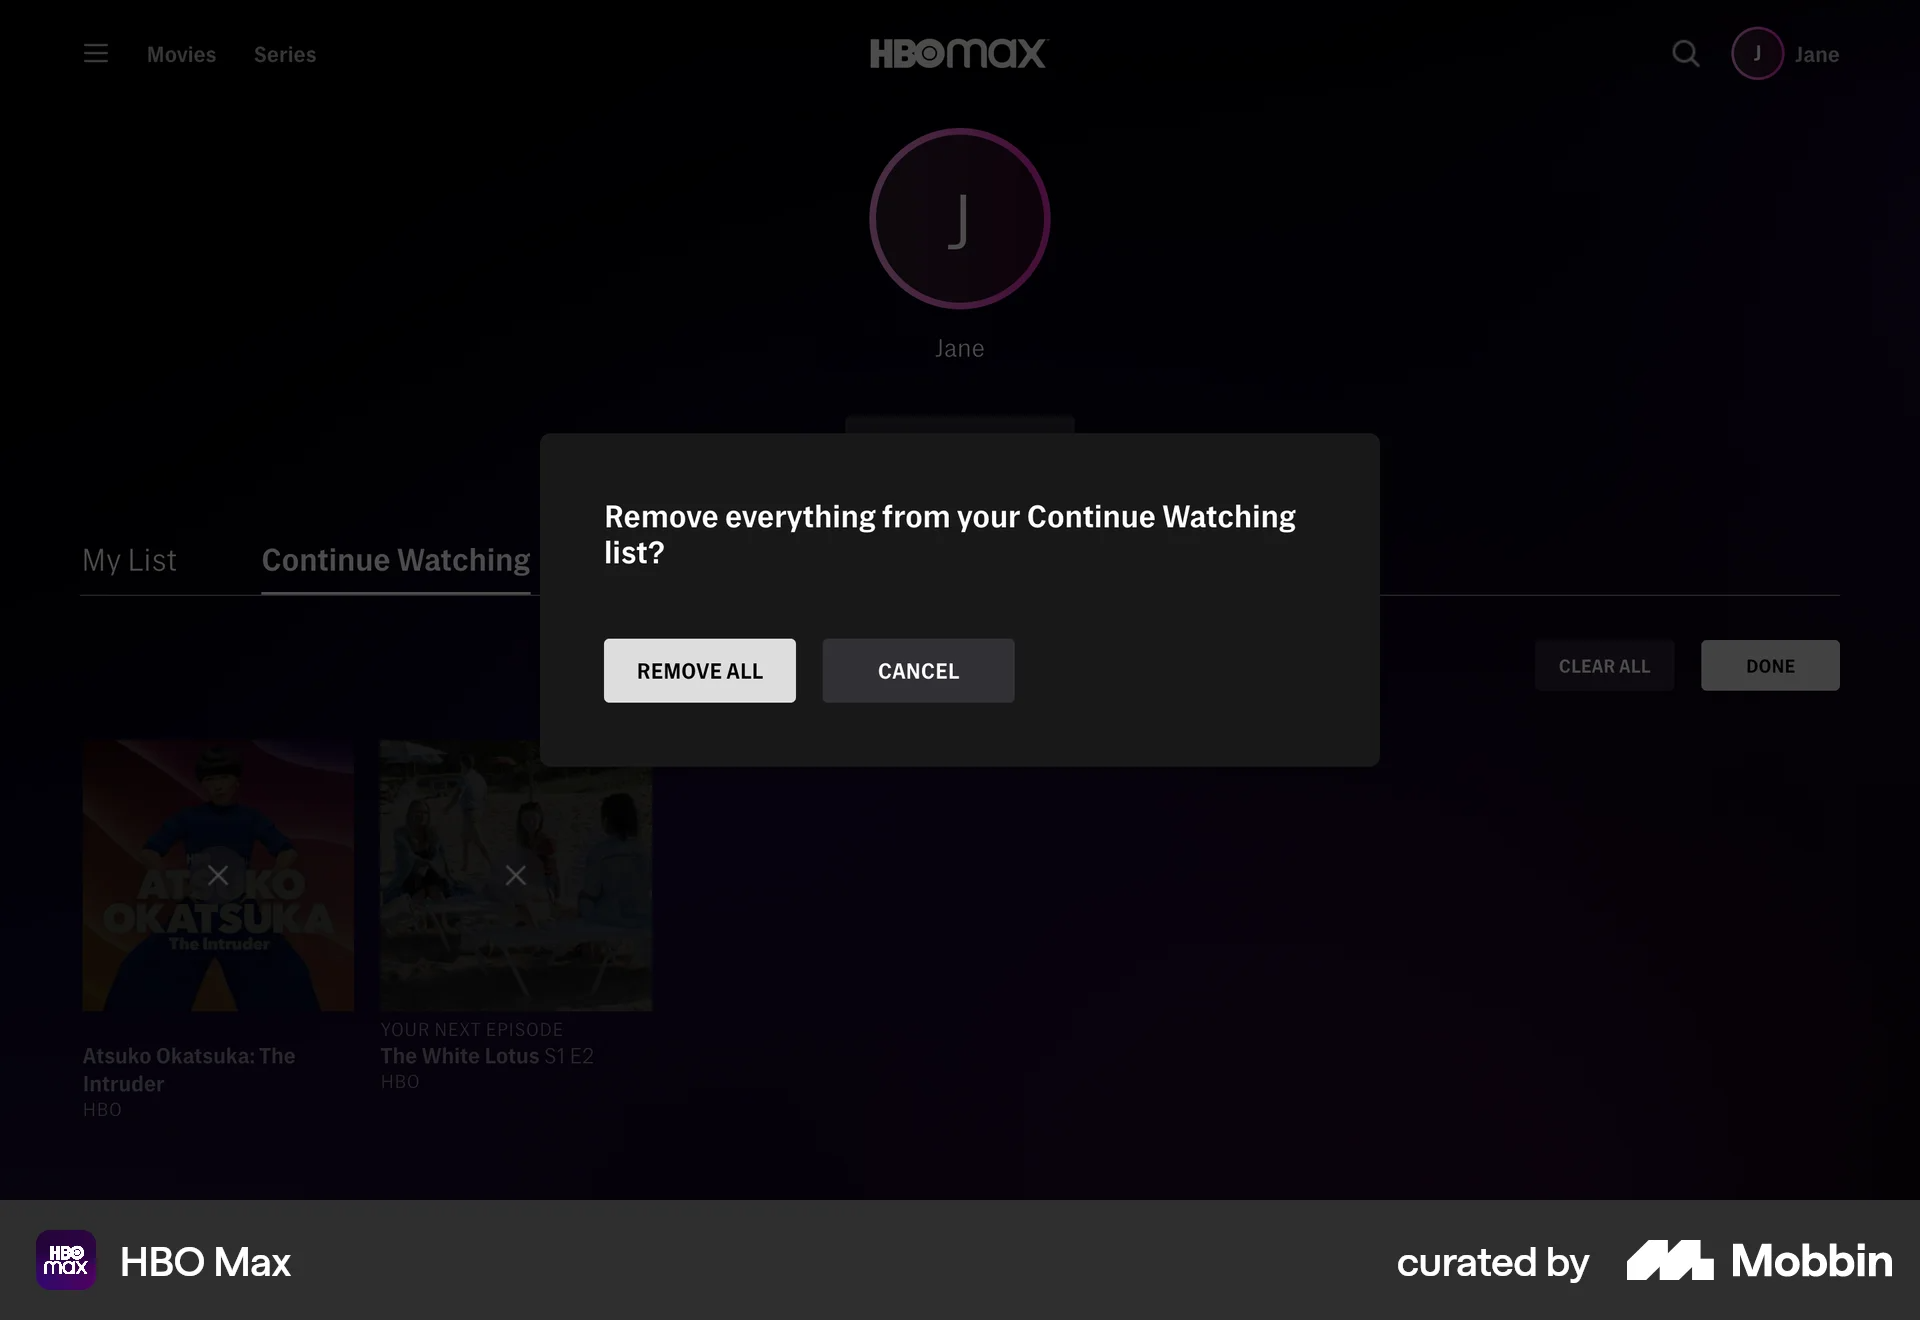 Movies
Series
HBOmax
J
Jane
J
Jane
Remove everything from your Continue Watching
list?
REMOVE ALL
CANCEL
My List
Continue Watching
CLEAR ALL
DONE
ATSUKO
OKATSUKA
The Intruder
Atsuko Okatsuka: The
Intruder
HBO
YOUR NEXT EPISODE
The White Lotus S1 E2
HBO
HBO
max
HBO Max
curated by
Mobbin